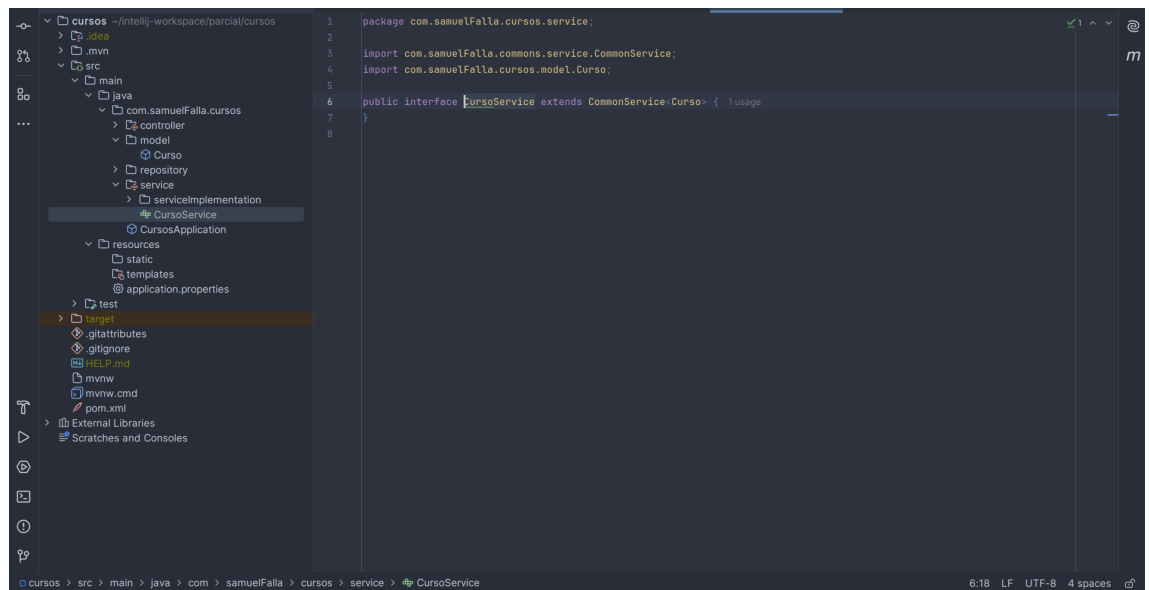 cursos ~/intellij-workspace/parcial/cursos
.idea
.mvn
src
main
java
com.samuelFalla.cursos
controller
model
Curso
repository
service
serviceImplementation
CursoService
CursosApplication
resources
static
templates
application.properties
test
target
.gitattributes
.gitignore
HELP.md
mvnw
mvnw.cmd
pom.xml
External Libraries
Scratches and Consoles
1 package com.samuelFalla.cursos.service;
2
3 import com.samuelFalla.commons.service.CommonService;
4 import com.samuelFalla.cursos.model.Curso;
5
6 public interface CursoService extends CommonService<Curso> { 1 usage
7 }
8
1
m
cursos > src > main > java > com > samuelFalla > cursos > service > CursoService
6:18 LF UTF-8 4 spaces